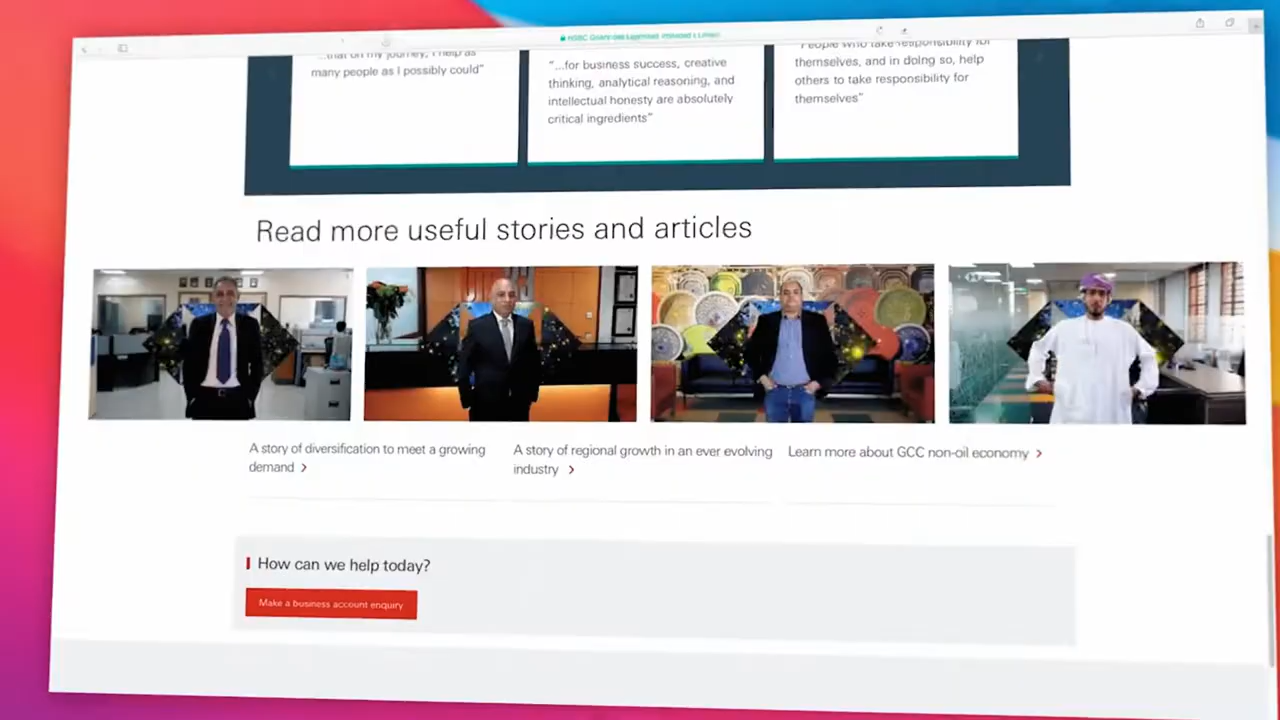 ...that on my journey, I help as
many people as I possibly could"
"...for business success, creative
thinking, analytical reasoning, and
intellectual honesty are absolutely
critical ingredients"
"People who take responsibility for
themselves, and in doing so, help
others to take responsibility for
themselves"
Read more useful stories and articles
A story of diversification to meet a growing
demand
A story of regional growth in an ever evolving
industry
Learn more about GCC non-oil economy
How can we help today?
Make a business account enquiry